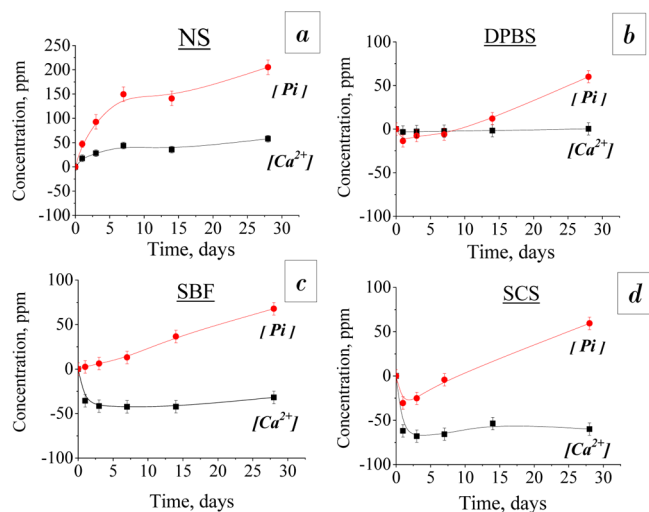 NS
a
Concentration, ppm
250
200
150
100
50
0
-50
-100
[ Pi ]
[Ca²⁺]
0 5 10 15 20 25 30
Time, days
DPBS
b
Concentration, ppm
100
50
0
-50
-100
[ Pi ]
[Ca²⁺]
0 5 10 15 20 25 30
Time, days
SBF
c
Concentration, ppm
100
50
0
-50
-100
[ Pi ]
[Ca²⁺]
0 5 10 15 20 25 30
Time, days
SCS
d
Concentration, ppm
100
50
0
-50
-100
[ Pi ]
[Ca²⁺]
0 5 10 15 20 25 30
Time, days